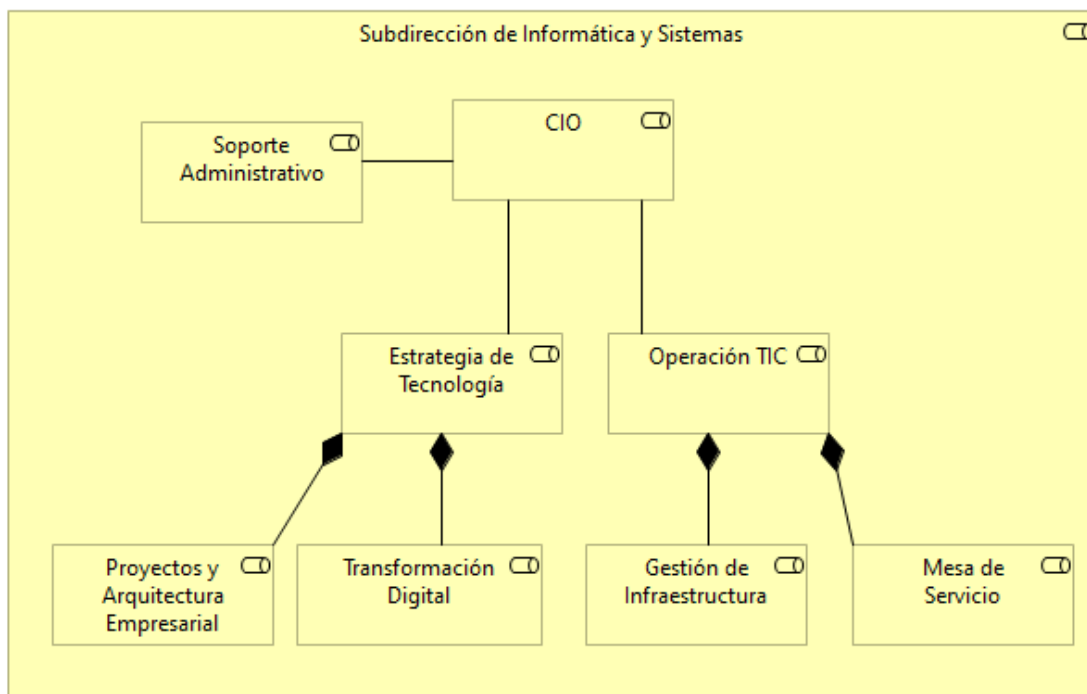 Subdirección de Informática y Sistemas
CIO
Soporte
Administrativo
Estrategia de
Tecnología
Operación TIC
Proyectos y
Arquitectura
Empresarial
Transformación
Digital
Gestión de
Infraestructura
Mesa de
Servicio